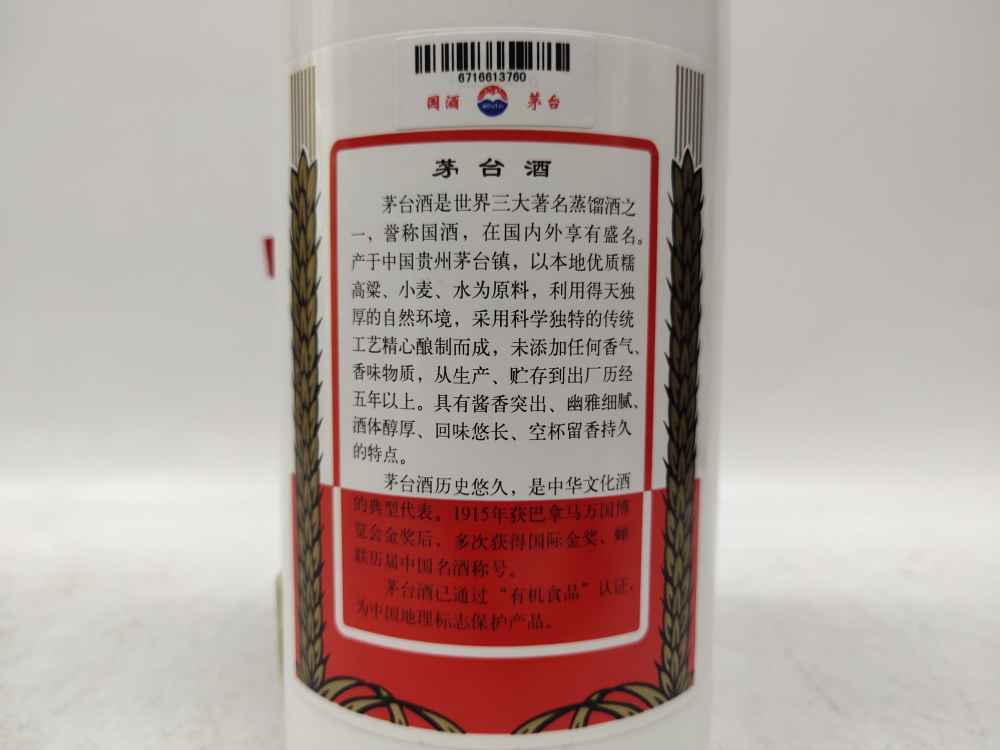 6716613760
国酒 茅台
茅台酒
茅台酒是世界三大著名蒸馏酒之
一，誉称国酒，在国内外享有盛名。
产于中国贵州茅台镇，以本地优质糯
高粱、小麦、水为原料，利用得天独
厚的自然环境，采用科学独特的传统
工艺精心酿制而成，未添加任何香气、
香味物质，从生产、贮存到出厂历经
五年以上。具有酱香突出、幽雅细腻、
酒体醇厚、回味悠长、空杯留香持久
的特点。
茅台酒历史悠久，是中华文化酒
的典型代表。1915年获巴拿马万国博
览会金奖后、多次获得国际金奖、蝉
联历届中国名酒称号。
茅台酒已通过“有机食品”认证，
为中国地理标志保护产品。